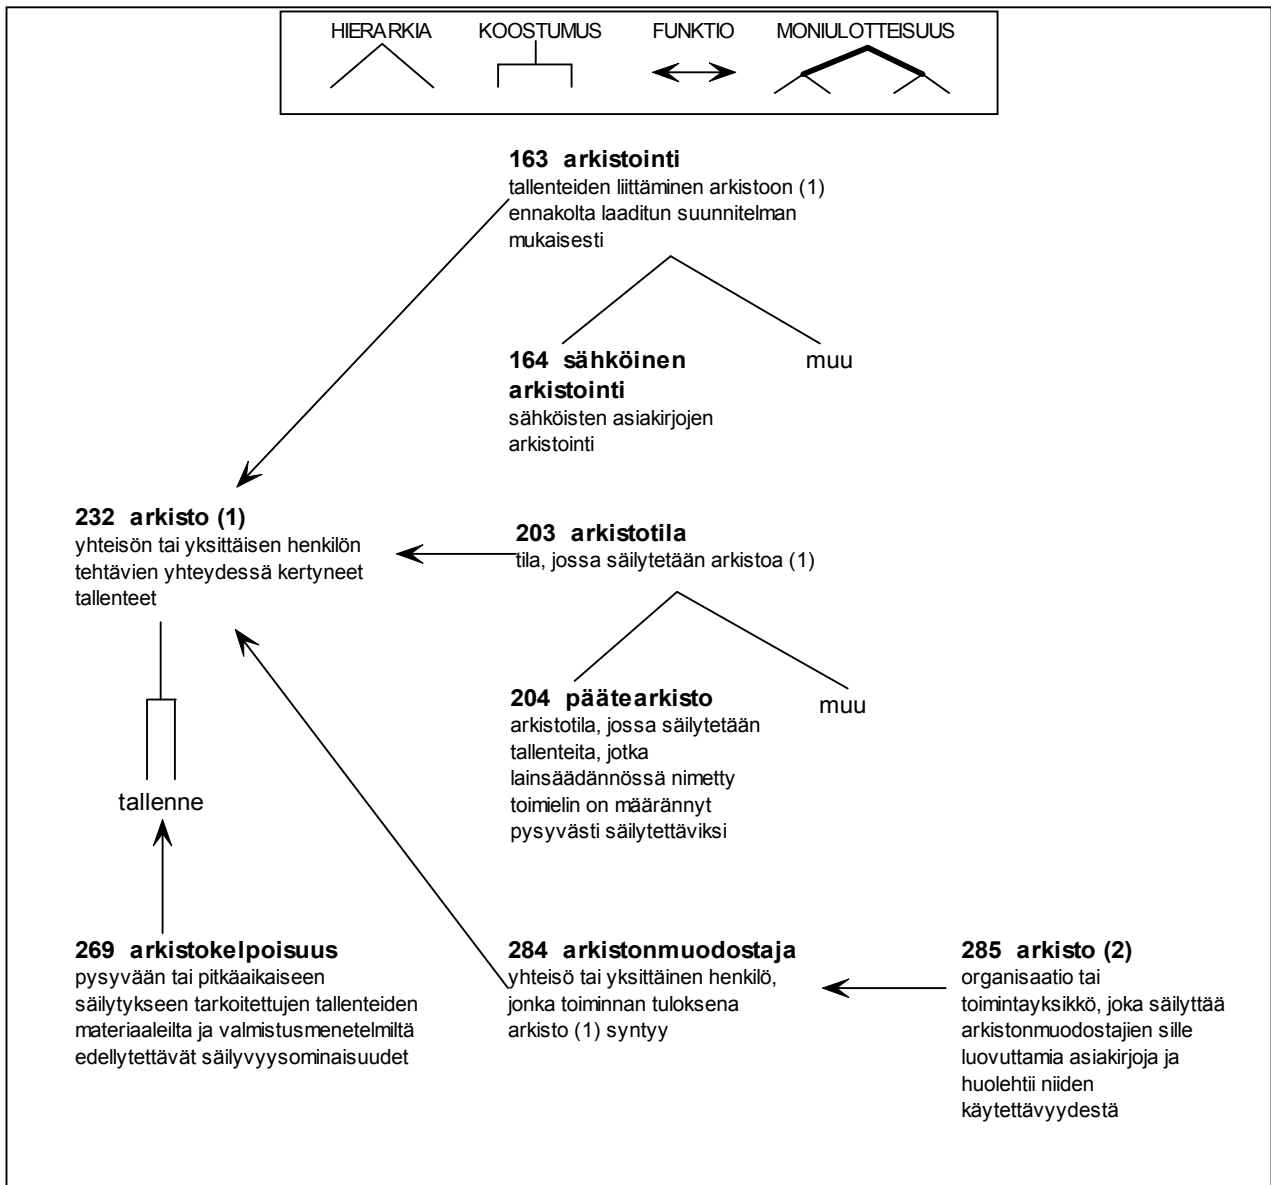 HIERARKIA KOOSTUMUS FUNKTIO MONIULOTTEISUUS
163 arkistointi
tallenteiden liittäminen arkistoon (1)
ennakolta laaditun suunnitelman
mukaisesti
164 sähköinen
arkistointi
sähköisten asiakirjojen
arkistointi
muu
232 arkisto (1)
yhteisön tai yksittäisen henkilön
tehtävien yhteydessä kertyneet
tallenteet
203 arkistotila
tila, jossa säilytetään arkistoa (1)
204 päätearkisto
arkistotila, jossa säilytetään
tallenteita, jotka
lainsäädännössä nimetty
toimielin on määrännyt
pysyvästi säilytettäviksi
muu
tallenne
269 arkistokelpoisuus
pysyvään tai pitkäaikaiseen
säilytykseen tarkoitettujen tallenteiden
materiaaleilta ja valmistusmenetelmiltä
edellytettävät säilyvyysominaisuudet
284 arkistonmuodostaja
yhteisö tai yksittäinen henkilö,
jonka toiminnan tuloksena
arkisto (1) syntyy
285 arkisto (2)
organisaatio tai
toimintayksikkö, joka säilyttää
arkistonmuodostajien sille
luovuttamia asiakirjoja ja
huolehtii niiden
käytettävyydestä